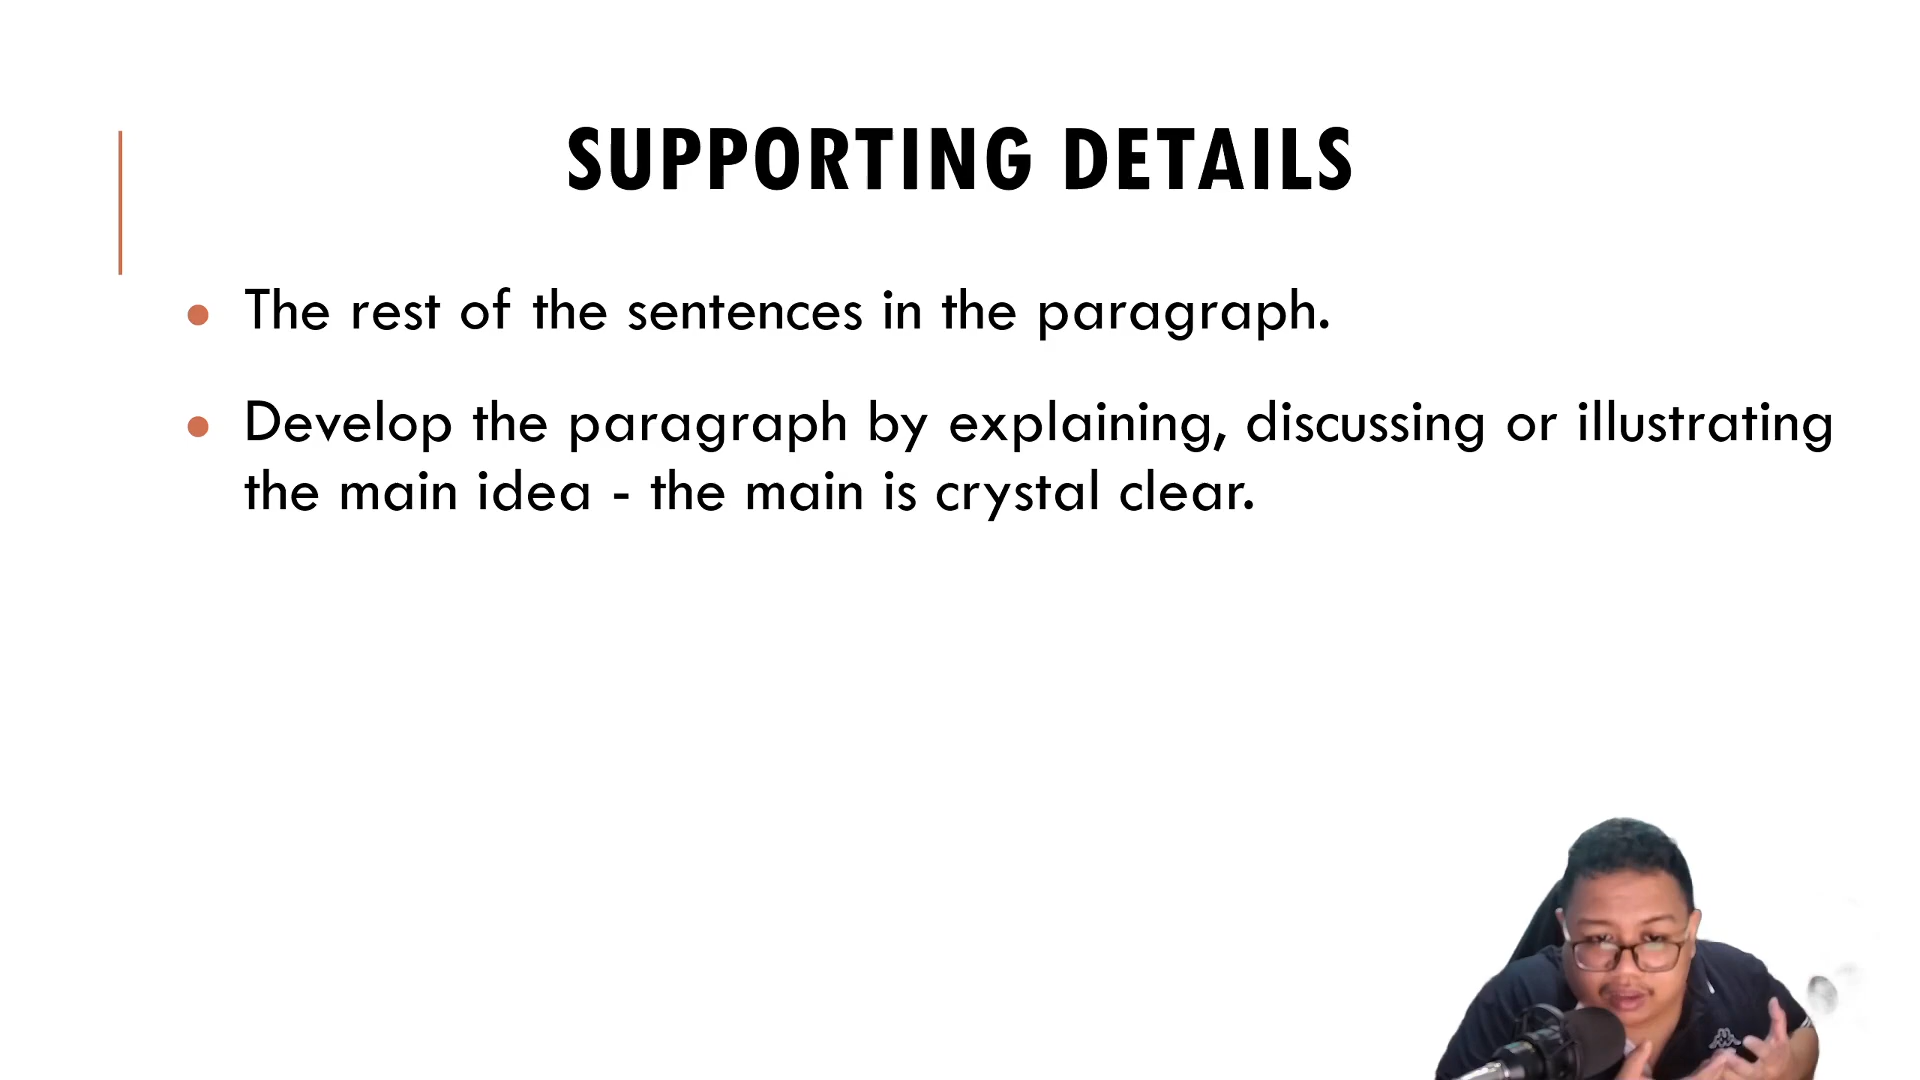 SUPPORTING DETAILS
The rest of the sentences in the paragraph.
Develop the paragraph by explaining, discussing or illustrating
the main idea - the main is crystal clear.